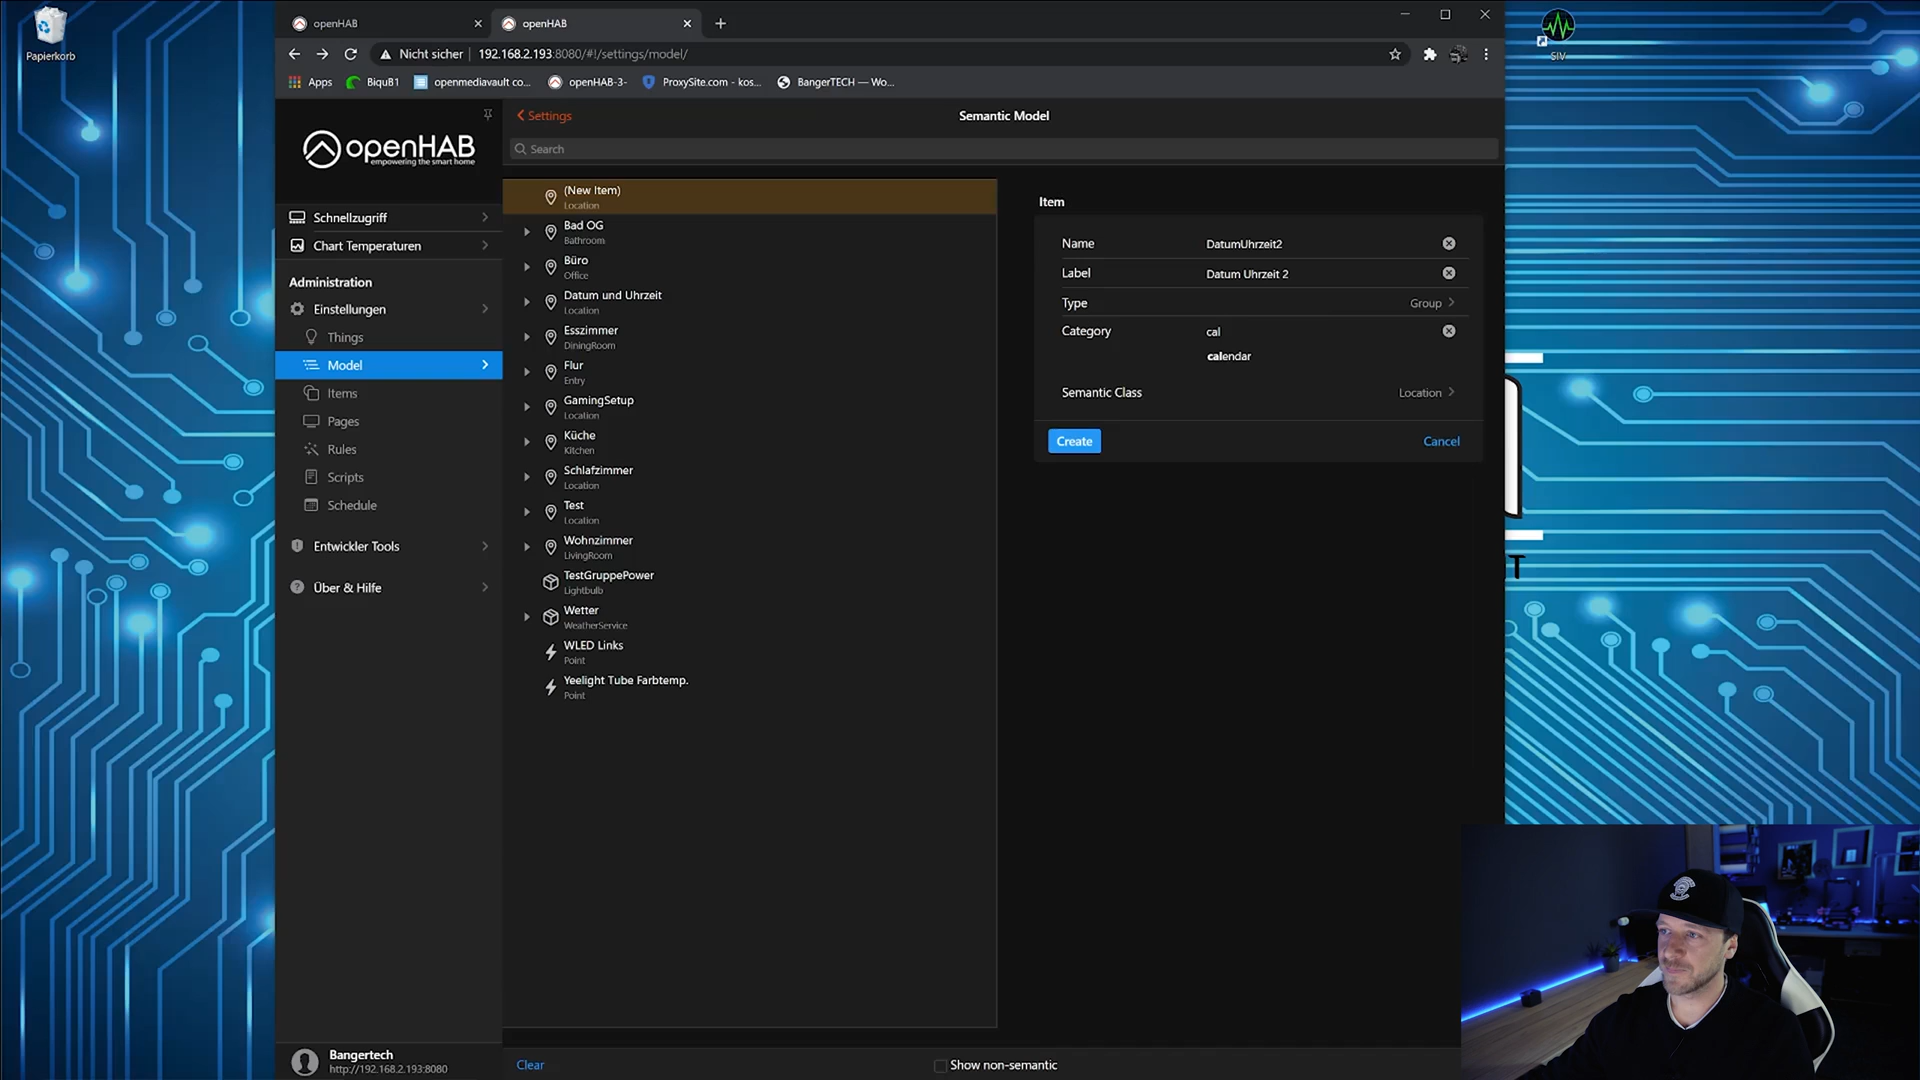 Papierkorb
openHAB
openHAB
SIV
Nicht sicher
192.168.2.193:8080/#!/settings/model/
Apps
BiquB1
openmediavault co...
openHAB-3-
ProxySite.com - kos...
BangerTECH — Wo...
openHAB
empowering the smart home
Settings
Semantic Model
Search
Schnellzugriff
Chart Temperaturen
Administration
Einstellungen
Things
Model
Items
Pages
Rules
Scripts
Schedule
Entwickler Tools
Über & Hilfe
(New Item)
Location
Bad OG
Bathroom
Büro
Office
Datum und Uhrzeit
Location
Esszimmer
DiningRoom
Flur
Entry
GamingSetup
Location
Küche
Kitchen
Schlafzimmer
Location
Test
Location
Wohnzimmer
LivingRoom
TestGruppePower
Lightbulb
Wetter
WeatherService
WLED Links
Point
Yeelight Tube Farbtemp.
Point
Item
Name
DatumUhrzeit2
Label
Datum Uhrzeit 2
Type
Group
Category
cal
calendar
Semantic Class
Location
Create
Cancel
T
Bangertech
http://192.168.2.193:8080
Clear
Show non-semantic